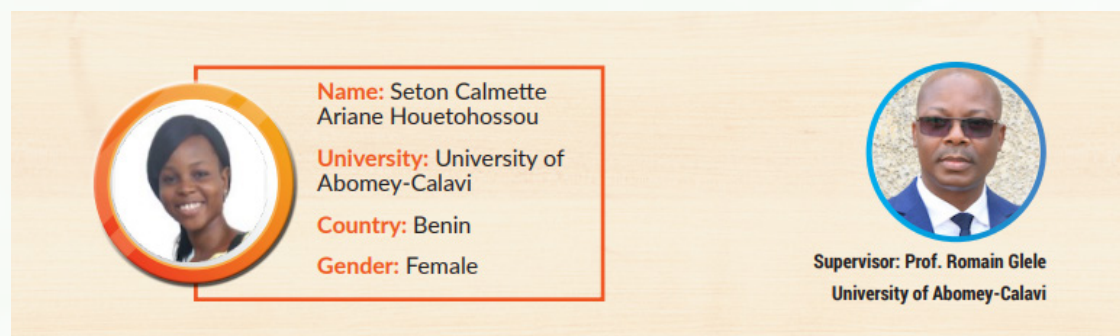 Name: Seton Calmette
Ariane Houetohossou
University: University of
Abomey-Calavi
Country: Benin
Gender: Female
Supervisor: Prof. Romain Glele
University of Abomey-Calavi